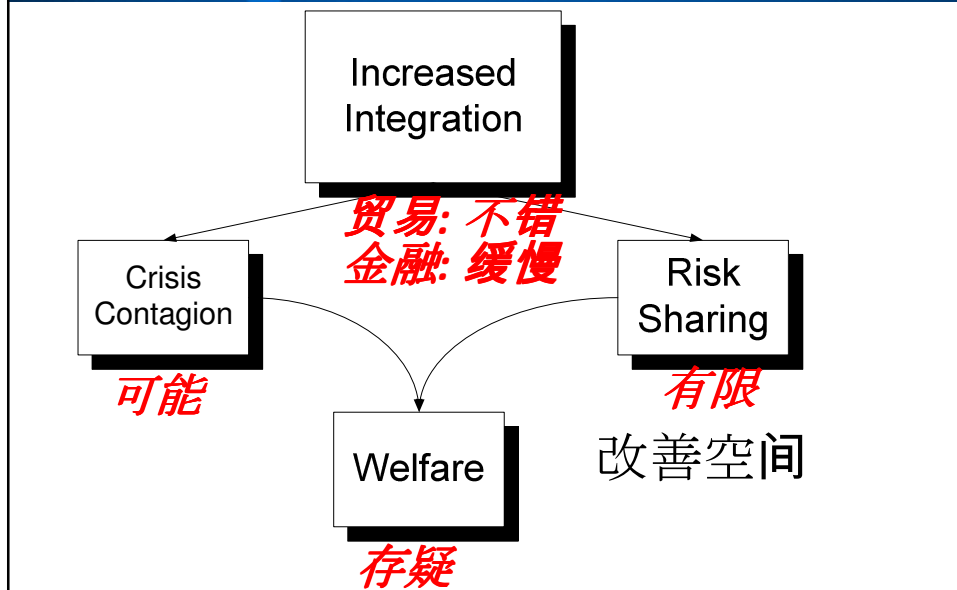 Increased
Integration
贸易: 不错
金融: 缓慢
Crisis
Contagion
Risk
Sharing
可能
有限
Welfare
改善空间
存疑